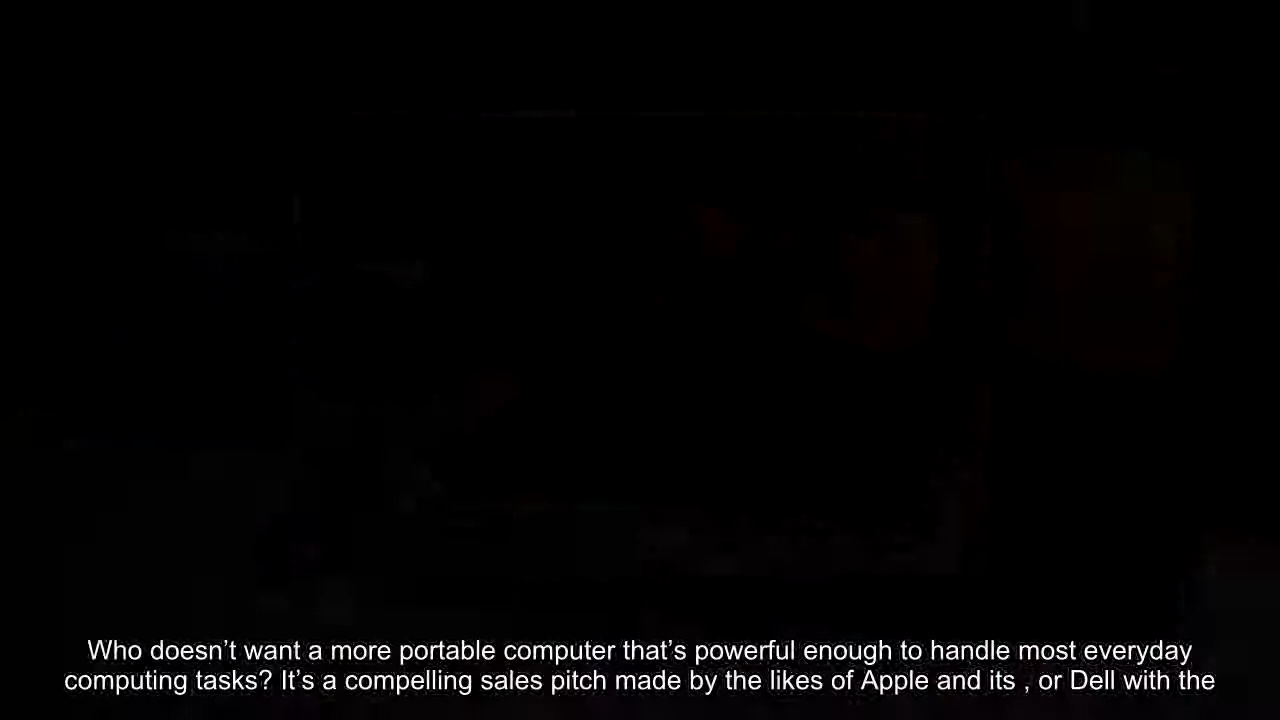 Who doesn’t want a more portable computer that’s powerful enough to handle most everyday
computing tasks? It’s a compelling sales pitch made by the likes of Apple and its , or Dell with the